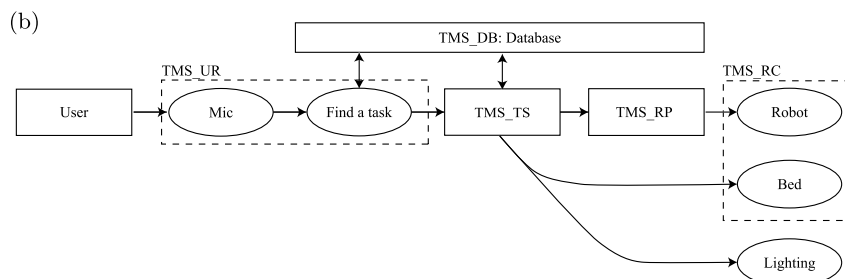 (b)
TMS_DB: Database
TMS_UR
TMS_RC
User
Mic
Find a task
TMS_TS
TMS_RP
Robot
Bed
Lighting